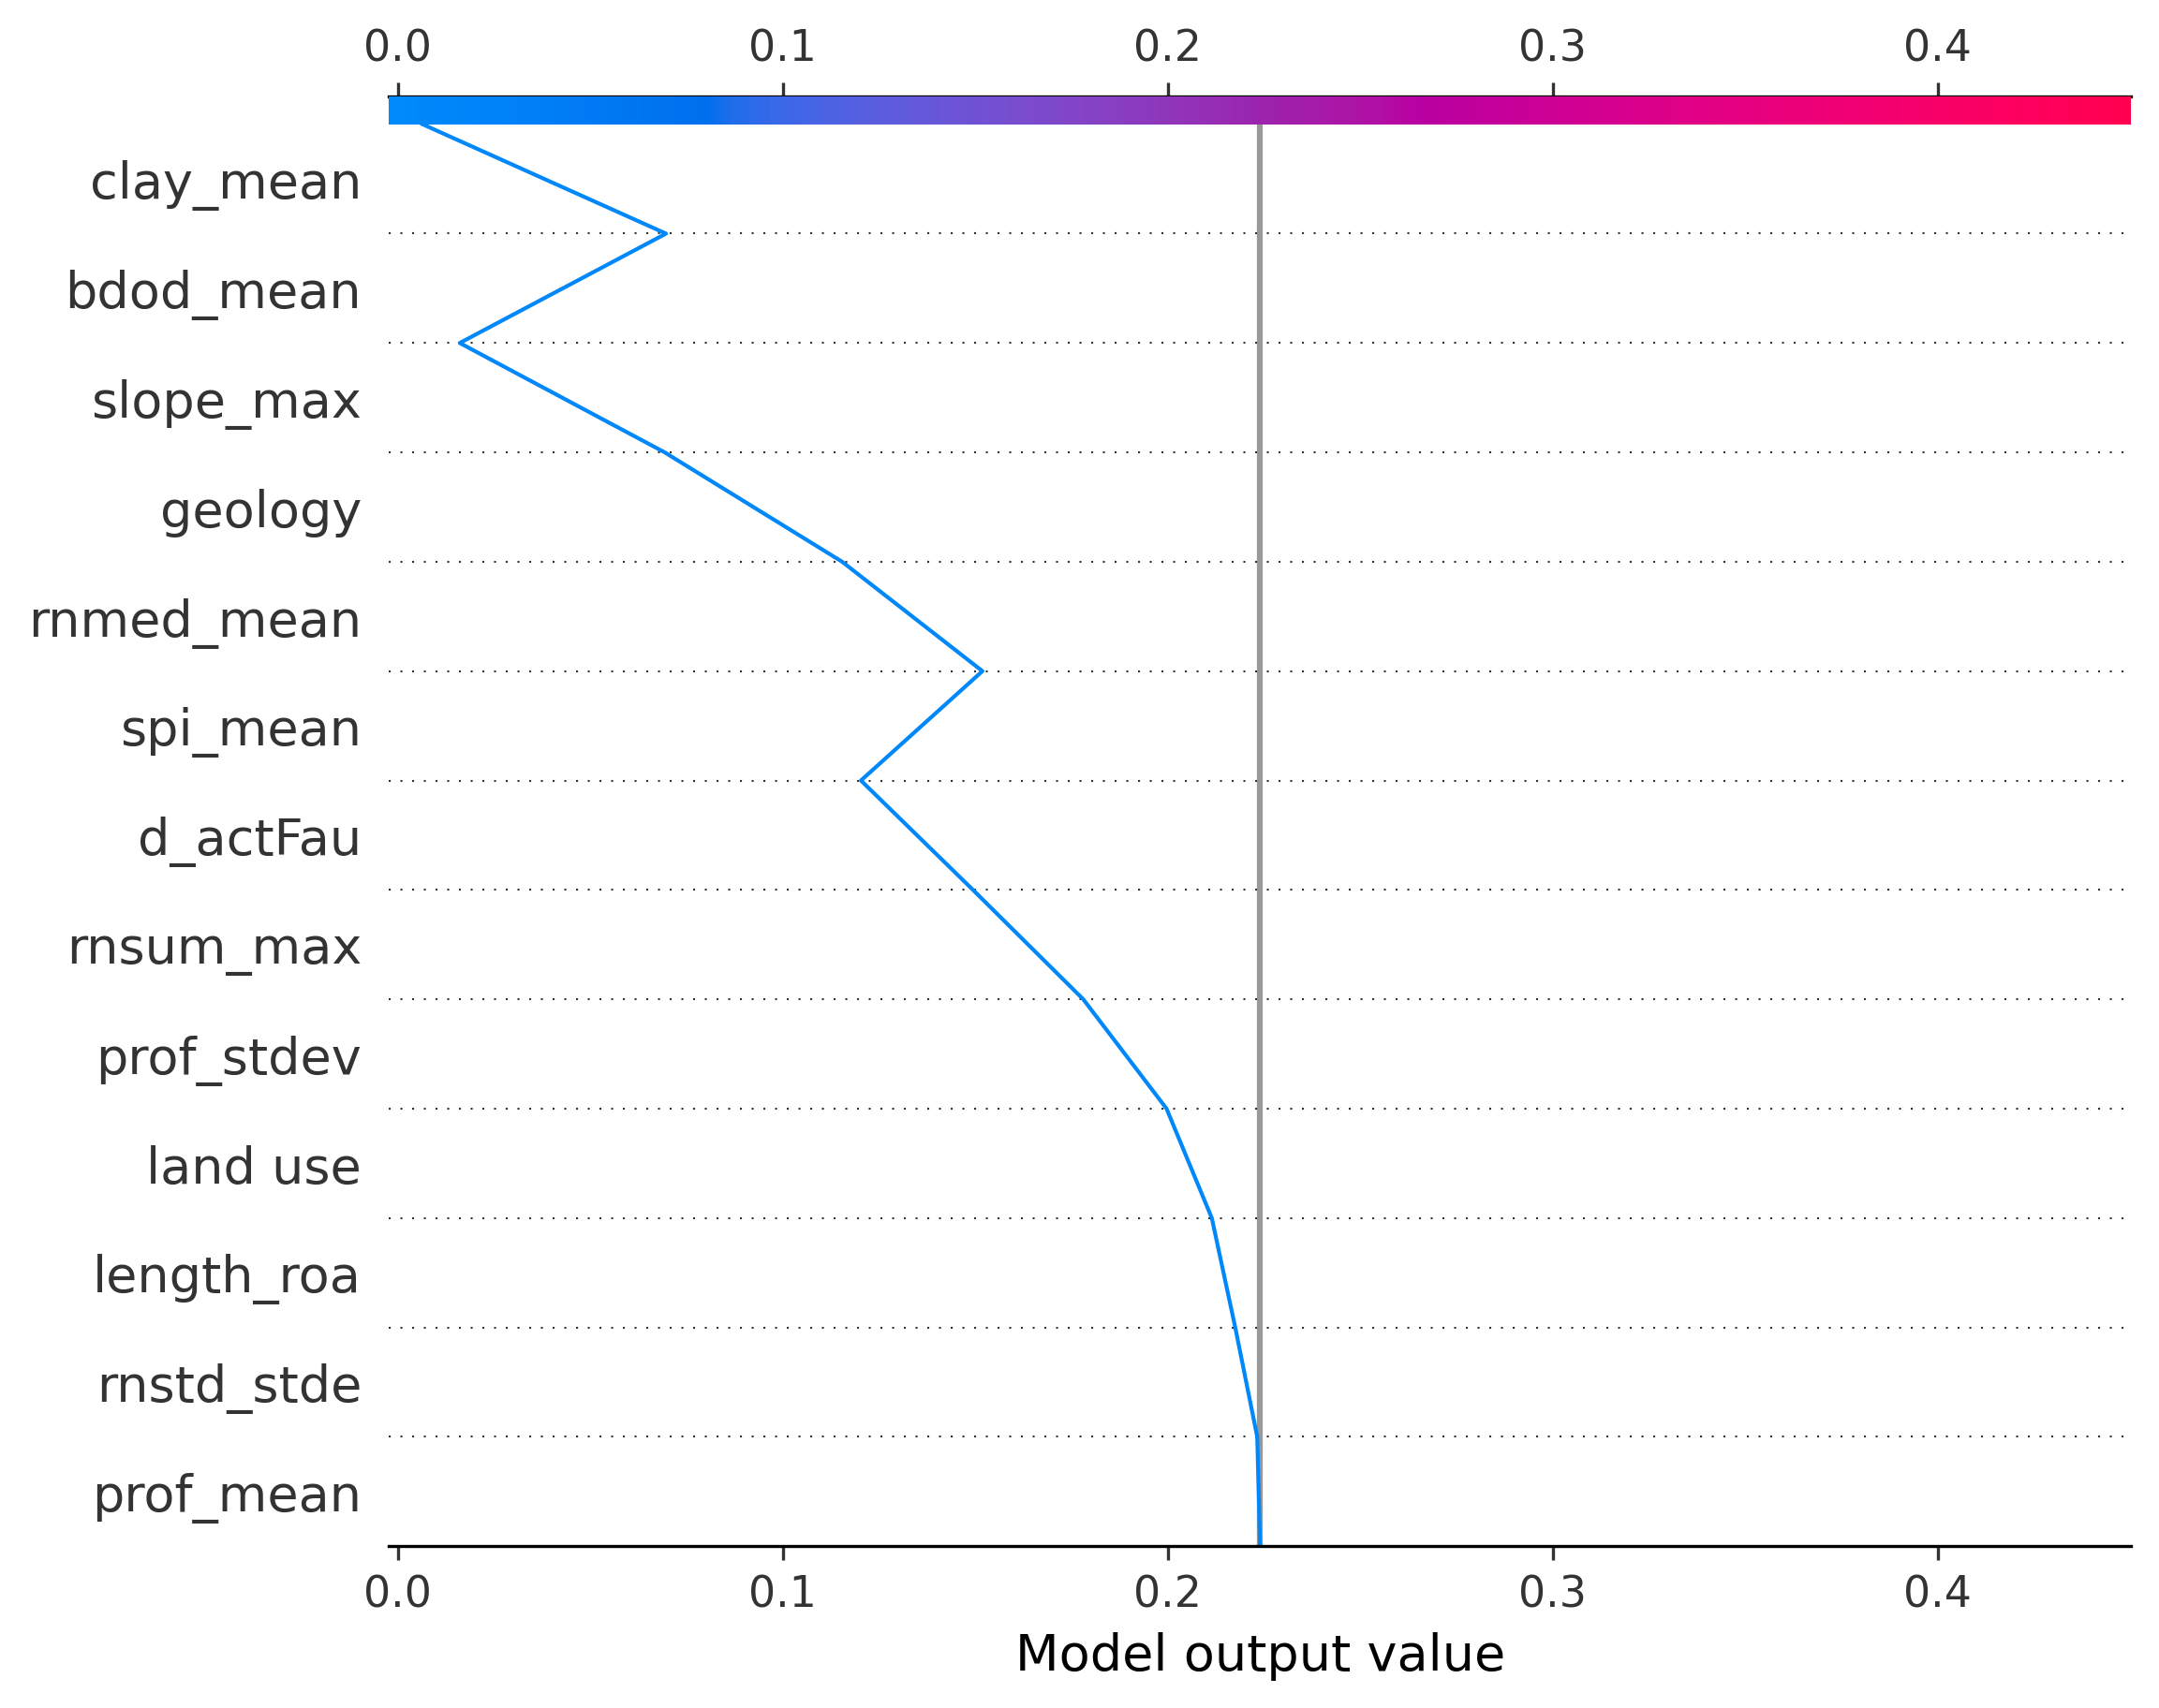 0.0 0.1 0.2 0.3 0.4
clay_mean
bdod_mean
slope_max
geology
rnmed_mean
spi_mean
d_actFau
rnsum_max
prof_stdev
land use
length_roa
rnstd_stde
prof_mean
0.0 0.1 0.2 0.3 0.4
Model output value